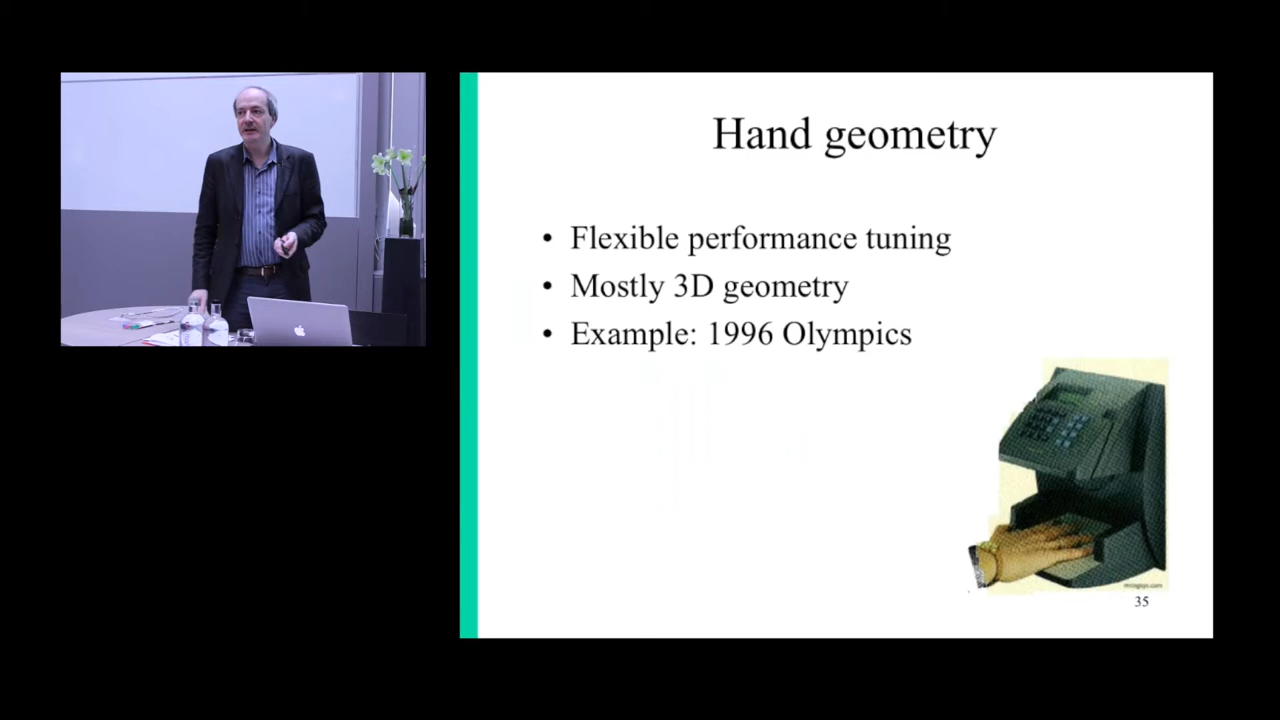 Hand geometry
• Flexible performance tuning
• Mostly 3D geometry
• Example: 1996 Olympics
35